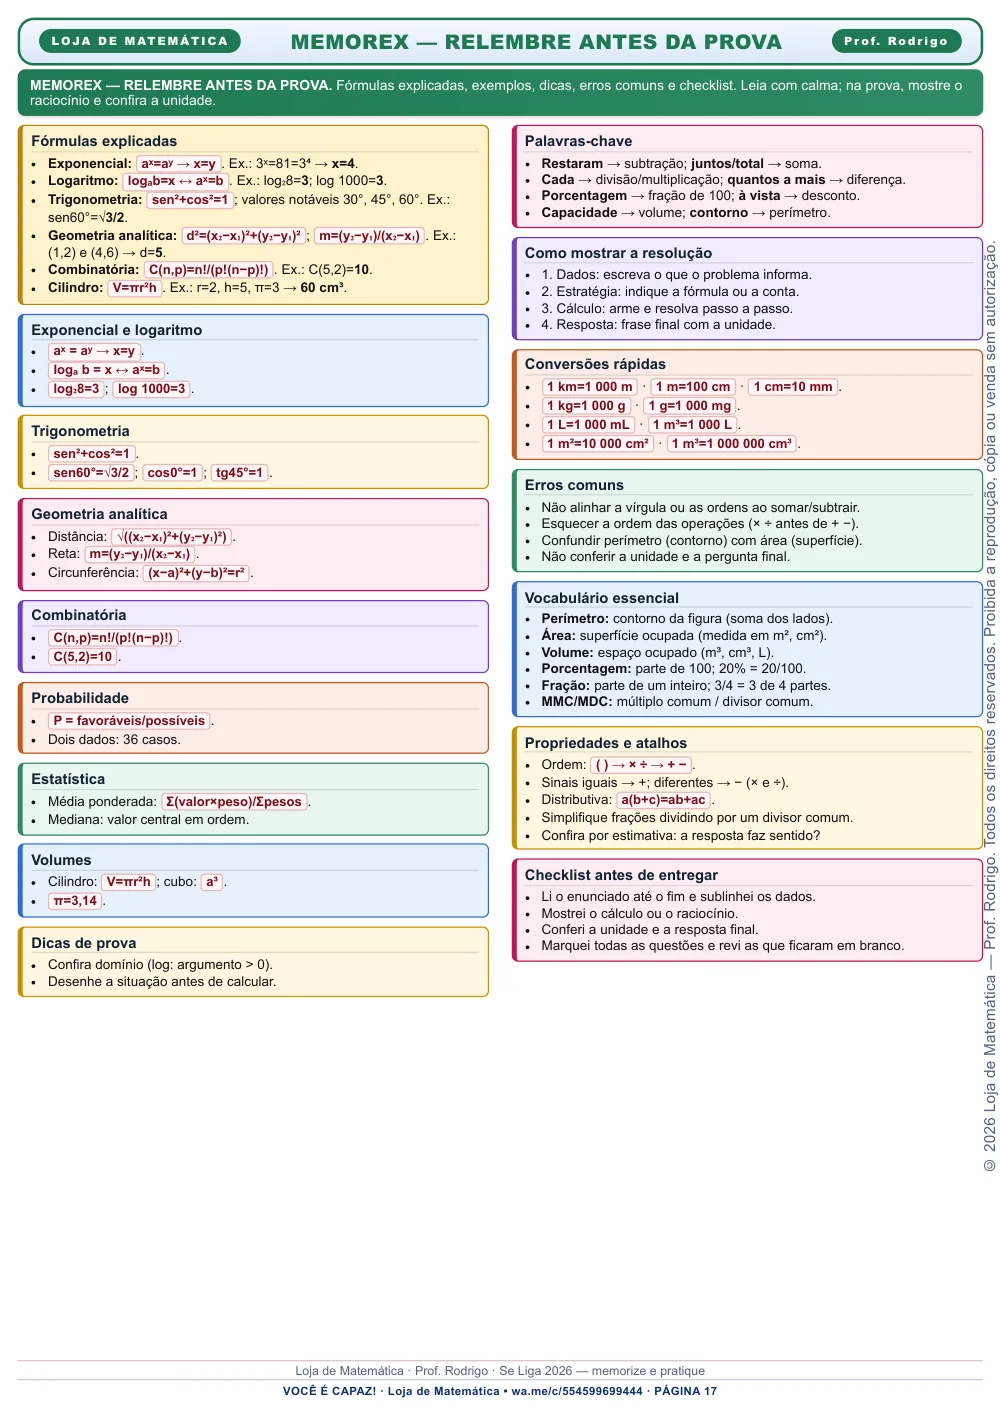 LOJA DE MATEMÁTICA
MEMOREX — RELEMBRE ANTES DA PROVA
Prof. Rodrigo
MEMOREX — RELEMBRE ANTES DA PROVA. Fórmulas explicadas, exemplos, dicas, erros comuns e checklist. Leia com calma; na prova, mostre o
raciocínio e confira a unidade.
Fórmulas explicadas
• Exponencial: aˣ=aʸ → x=y. Ex.: 3ˣ=81=3⁴ → x=4.
• Logaritmo: logₐb=x ↔ aˣ=b. Ex.: log₂8=3; log 1000=3.
• Trigonometria: sen²+cos²=1; valores notáveis 30°, 45°, 60°. Ex.:
sen60°=√3/2.
• Geometria analítica: d²=(x₂−x₁)²+(y₂−y₁)²; m=(y₂−y₁)/(x₂−x₁). Ex.:
(1,2) e (4,6) → d=5.
• Combinatória: C(n,p)=n!/(p!(n−p)!). Ex.: C(5,2)=10.
• Cilindro: V=πr²h. Ex.: r=2, h=5, π=3 → 60 cm³.
Exponencial e logaritmo
• aˣ = aʸ → x=y.
• logₐ b = x ↔ aˣ=b.
• log₂8=3; log 1000=3.
Trigonometria
• sen²+cos²=1.
• sen60°=√3/2; cos0°=1; tg45°=1.
Geometria analítica
• Distância: √((x₂−x₁)²+(y₂−y₁)²).
• Reta: m=(y₂−y₁)/(x₂−x₁).
• Circunferência: (x−a)²+(y−b)²=r².
Combinatória
• C(n,p)=n!/(p!(n−p)!).
• C(5,2)=10.
Probabilidade
• P = favoráveis/possíveis.
• Dois dados: 36 casos.
Estatística
• Média ponderada: Σ(valor×peso)/Σpesos.
• Mediana: valor central em ordem.
Volumes
• Cilindro: V=πr²h; cubo: a³.
• π=3,14.
Dicas de prova
• Confira domínio (log: argumento > 0).
• Desenhe a situação antes de calcular.
Palavras-chave
• Restaram → subtração; juntos/total → soma.
• Cada → divisão/multiplicação; quantos a mais → diferença.
• Porcentagem → fração de 100; à vista → desconto.
• Capacidade → volume; contorno → perímetro.
Como mostrar a resolução
• 1. Dados: escreva o que o problema informa.
• 2. Estratégia: indique a fórmula ou a conta.
• 3. Cálculo: arme e resolva passo a passo.
• 4. Resposta: frase final com a unidade.
Conversões rápidas
• 1 km=1 000 m · 1 m=100 cm · 1 cm=10 mm.
• 1 kg=1 000 g · 1 g=1 000 mg.
• 1 L=1 000 mL · 1 m³=1 000 L.
• 1 m²=10 000 cm² · 1 m³=1 000 000 cm³.
Erros comuns
• Não alinhar a vírgula ou as ordens ao somar/subtrair.
• Esquecer a ordem das operações (× ÷ antes de + −).
• Confundir perímetro (contorno) com área (superfície).
• Não conferir a unidade e a pergunta final.
Vocabulário essencial
• Perímetro: contorno da figura (soma dos lados).
• Área: superfície ocupada (medida em m², cm²).
• Volume: espaço ocupado (m³, cm³, L).
• Porcentagem: parte de 100; 20% = 20/100.
• Fração: parte de um inteiro; 3/4 = 3 de 4 partes.
• MMC/MDC: múltiplo comum / divisor comum.
Propriedades e atalhos
• Ordem: ( ) → × ÷ → + −.
• Sinais iguais → +; diferentes → − (× e ÷).
• Distributiva: a(b+c)=ab+ac.
• Simplifique frações dividindo por um divisor comum.
• Confira por estimativa: a resposta faz sentido?
Checklist antes de entregar
• Li o enunciado até o fim e sublinhei os dados.
• Mostrei o cálculo ou o raciocínio.
• Conferi a unidade e a resposta final.
• Marquei todas as questões e revi as que ficaram em branco.
© 2026 Loja de Matemática — Prof. Rodrigo. Todos os direitos reservados. Proibida a reprodução, cópia ou venda sem autorização.
Loja de Matemática · Prof. Rodrigo · Se Liga 2026 — memorize e pratique
VOCÊ É CAPAZ! · Loja de Matemática • wa.me/c/554599699444 · PÁGINA 17